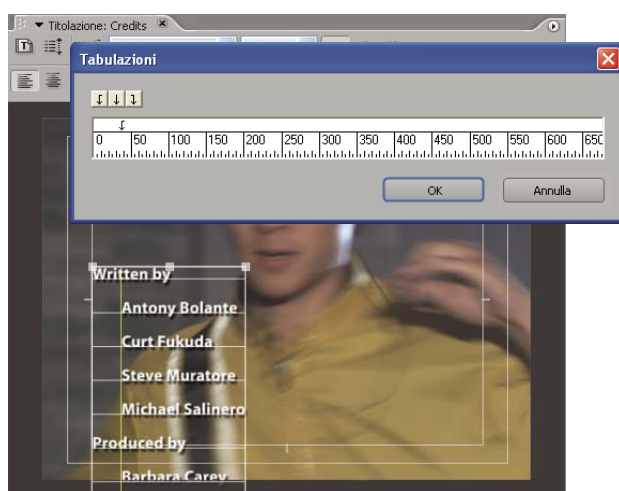 Titolazione: Credits
Tabulazioni
0 50 100 150 200 250 300 350 400 450 500 550 600 650
OK Annulla
Written by
Antony Bolante
Curt Fukuda
Steve Muratore
Michael Salinero
Produced by
Barbara Carey